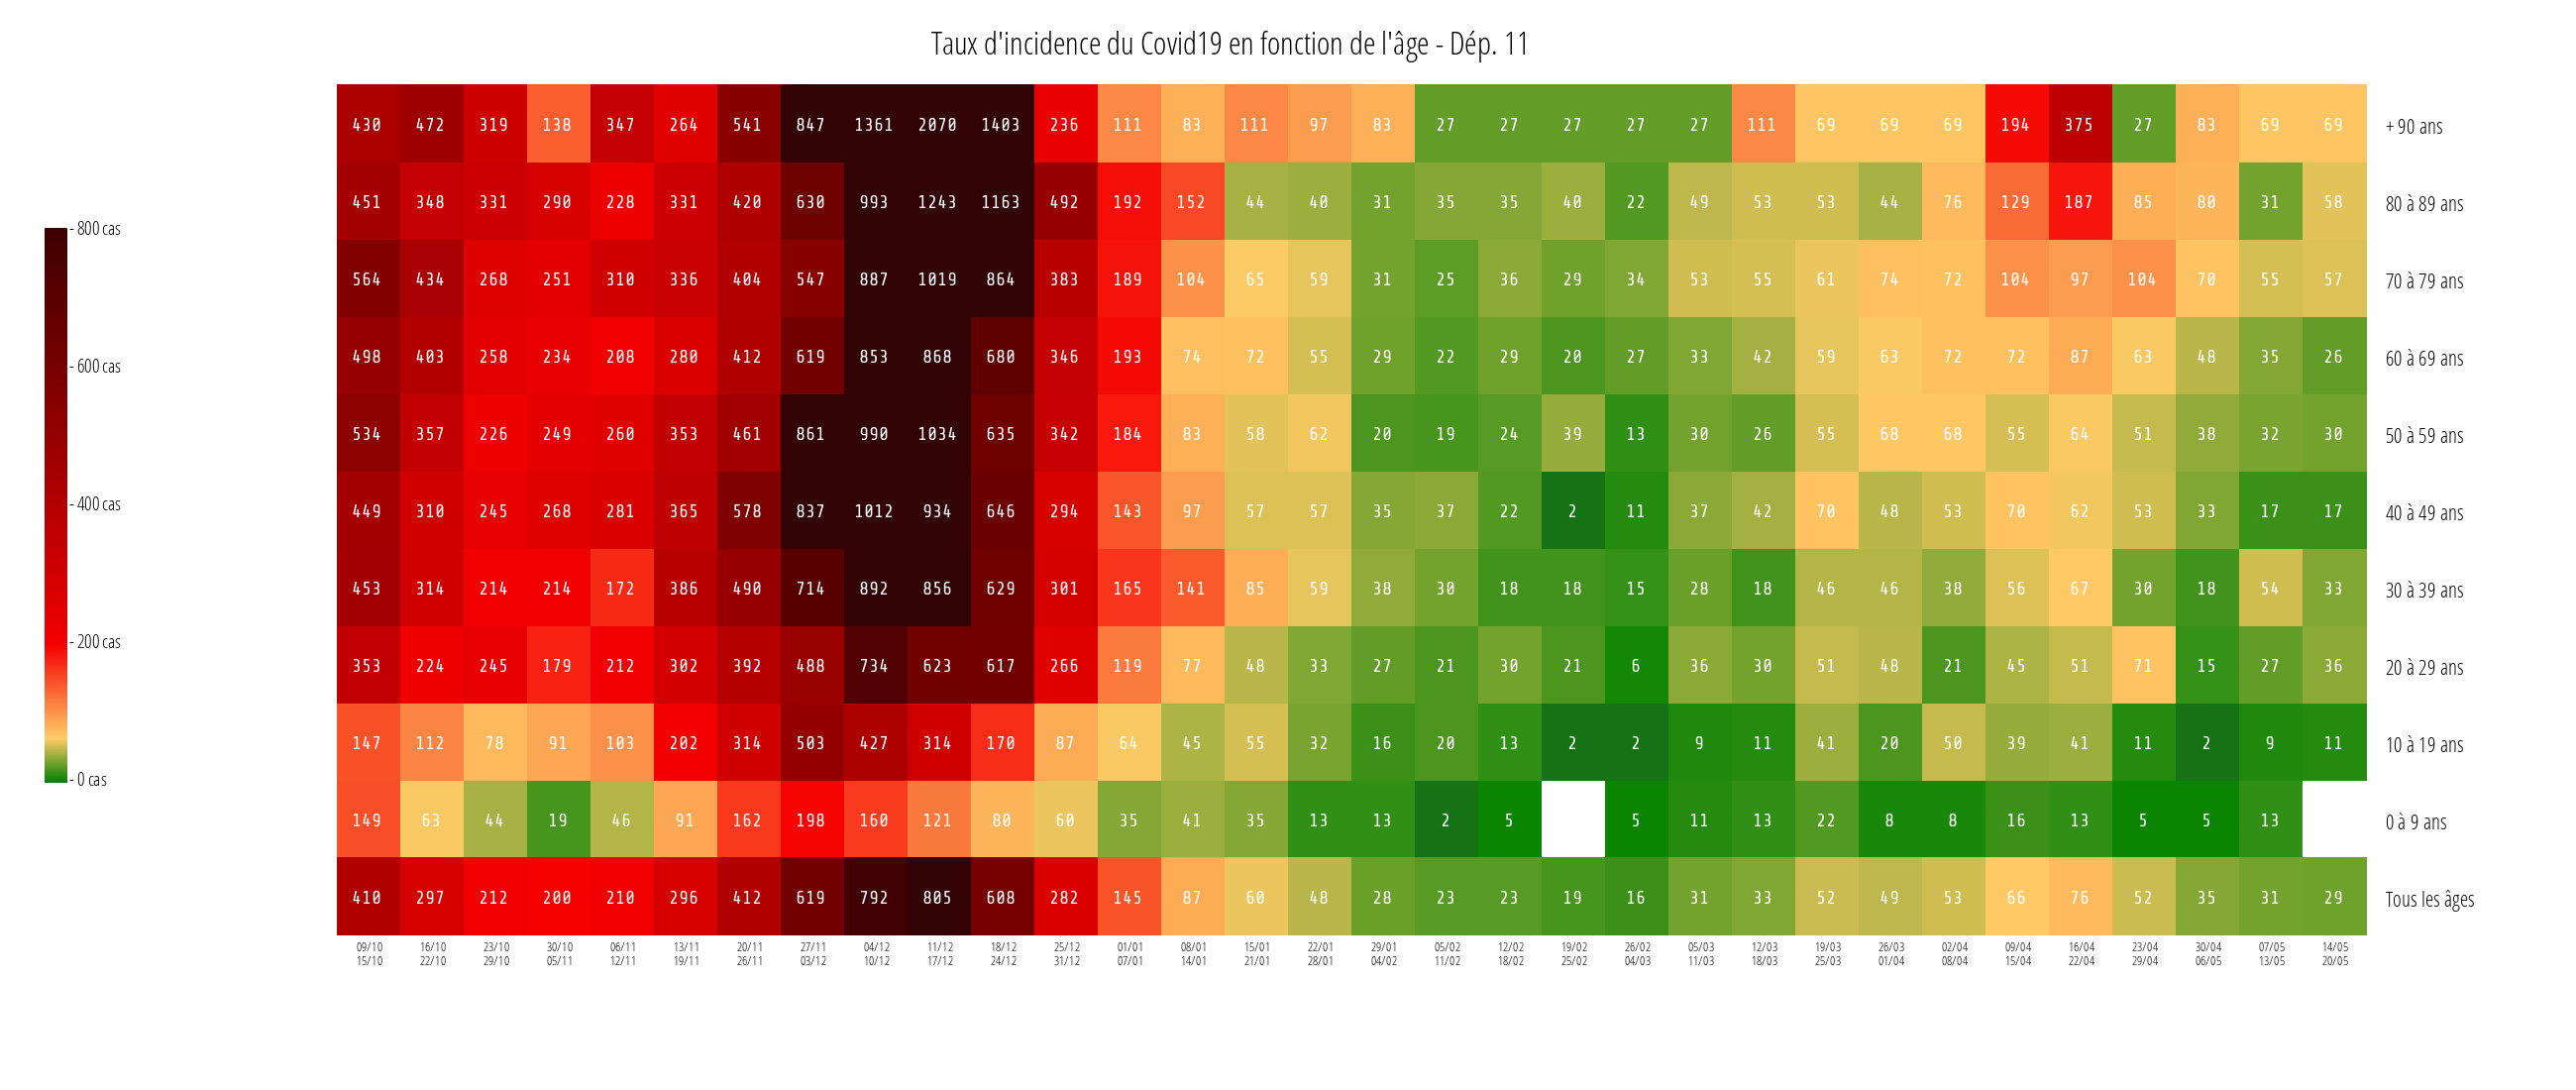 Taux d'incidence du Covid19 en fonction de l'âge - Dép. 11
- 800 cas
- 600 cas
- 400 cas
- 200 cas
- 0 cas
430 472 319 138 347 264 541 847 1361 2070 1403 236 111 83 111 97 83 27 27 27 27 27 111 69 69 69 194 375 27 83 69 69 + 90 ans
451 348 331 290 228 331 420 630 993 1243 1163 492 192 152 44 40 31 35 35 40 22 49 53 53 44 76 129 187 85 80 31 58 80 à 89 ans
564 434 268 251 310 336 404 547 887 1019 864 383 189 104 65 59 31 25 36 29 34 53 55 61 74 72 104 97 104 70 55 57 70 à 79 ans
498 403 258 234 208 280 412 619 853 868 680 346 193 74 72 55 29 22 29 20 27 33 42 59 63 72 72 87 63 48 35 26 60 à 69 ans
534 357 226 249 260 353 461 861 990 1034 635 342 184 83 58 62 20 19 24 39 13 30 26 55 68 68 55 64 51 38 32 30 50 à 59 ans
449 310 245 268 281 365 578 837 1012 934 646 294 143 97 57 57 35 37 22 2 11 37 42 70 48 53 70 62 53 33 17 17 40 à 49 ans
453 314 214 214 172 386 490 714 892 856 629 301 165 141 85 59 38 30 18 18 15 28 18 46 46 38 56 67 30 18 54 33 30 à 39 ans
353 224 245 179 212 302 392 488 734 623 617 266 119 77 48 33 27 21 30 21 6 36 30 51 48 21 45 51 71 15 27 36 20 à 29 ans
147 112 78 91 103 202 314 503 427 314 170 87 64 45 55 32 16 20 13 2 2 9 11 41 20 50 39 41 11 2 9 11 10 à 19 ans
149 63 44 19 46 91 162 198 160 121 80 60 35 41 35 13 13 2 5 5 11 13 22 8 8 16 13 5 5 13 0 à 9 ans
410 297 212 200 210 296 412 619 792 805 608 282 145 87 60 48 28 23 23 19 16 31 33 52 49 53 66 76 52 35 31 29 Tous les âges
09/10 16/10 23/10 30/10 06/11 13/11 20/11 27/11 04/12 11/12 18/12 25/12 01/01 08/01 15/01 22/01 29/01 05/02 12/02 19/02 26/02 05/03 12/03 19/03 26/03 02/04 09/04 16/04 23/04 30/04 07/05 14/05
15/10 22/10 29/10 05/11 12/11 19/11 26/11 03/12 10/12 17/12 24/12 31/12 07/01 14/01 21/01 28/01 04/02 11/02 18/02 25/02 04/03 11/03 18/03 25/03 01/04 08/04 15/04 22/04 29/04 06/05 13/05 20/05